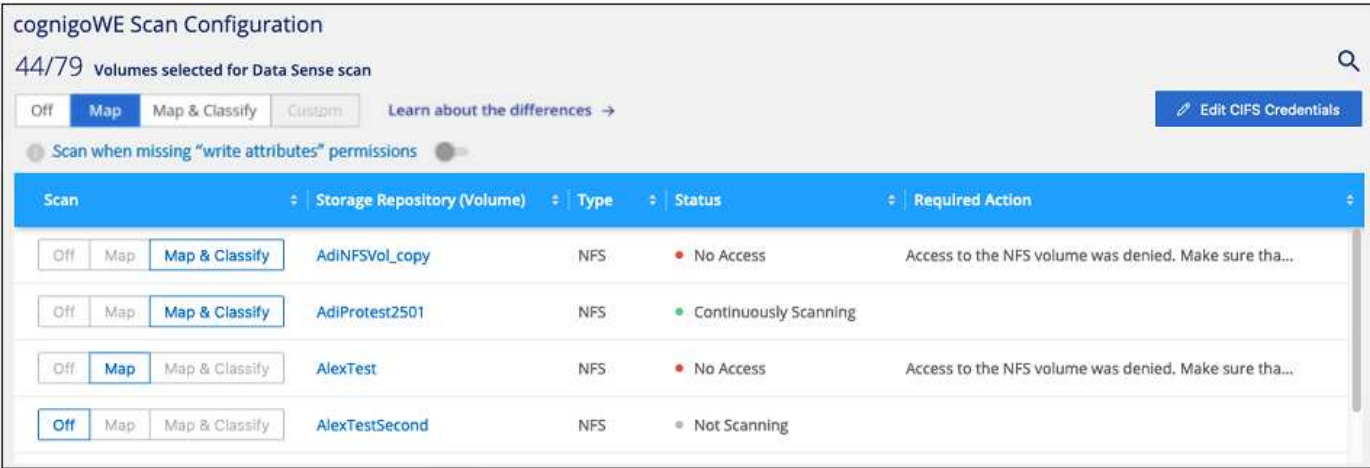 cognigoWE Scan Configuration
44/79 Volumes selected for Data Sense scan
Off Map Map & Classify Custom Learn about the differences → Edit CIFS Credentials
Scan when missing “write attributes” permissions
Scan Storage Repository (Volume) Type Status Required Action
Off Map Map & Classify AdiNFSVol_copy NFS No Access Access to the NFS volume was denied. Make sure tha...
Off Map Map & Classify AdiProtest2501 NFS Continuously Scanning
Off Map Map & Classify AlexTest NFS No Access Access to the NFS volume was denied. Make sure tha...
Off Map Map & Classify AlexTestSecond NFS Not Scanning